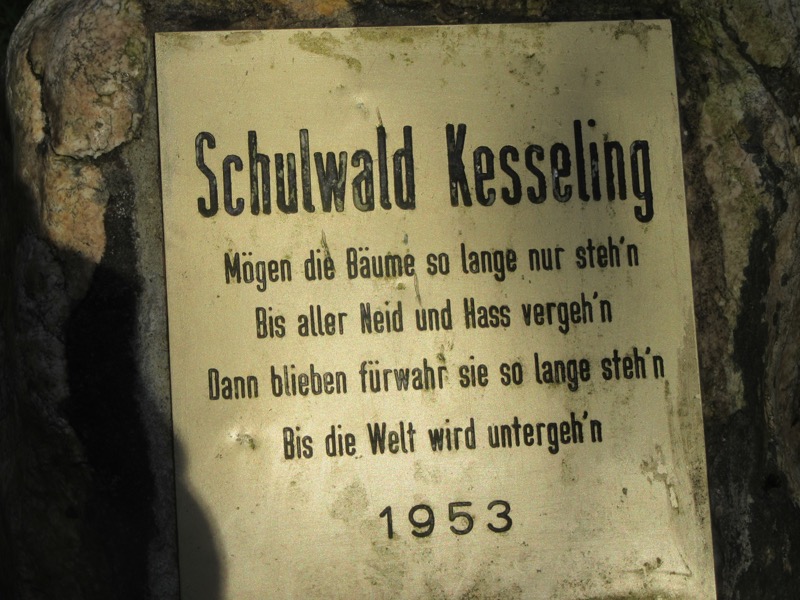 Schulwald Kesseling
Mögen die Bäume so lange nur steh'n
Bis aller Neid und Hass vergeh'n
Dann blieben fürwahr sie so lange steh'n
Bis die Welt wird untergeh'n
1953